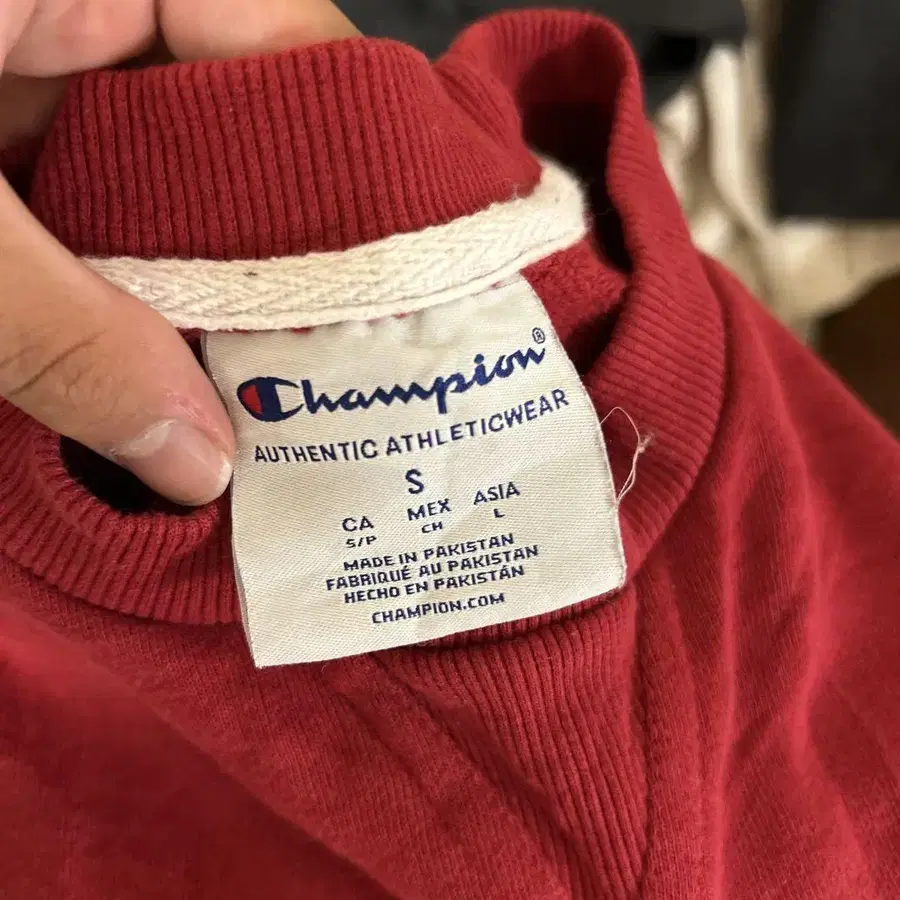 Champion®
AUTHENTIC ATHLETICWEAR
S
CA MEX ASIA
S/P CH L
MADE IN PAKISTAN
FABRIQUÉ AU PAKISTAN
HECHO EN PAKISTÁN
CHAMPION.COM